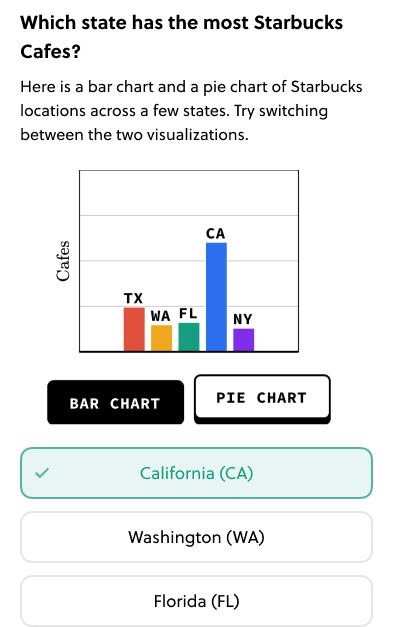 Which state has the most Starbucks
Cafes?
Here is a bar chart and a pie chart of Starbucks
locations across a few states. Try switching
between the two visualizations.
Cafes
TX
WA
FL
CA
NY
BAR CHART
PIE CHART
California (CA)
Washington (WA)
Florida (FL)